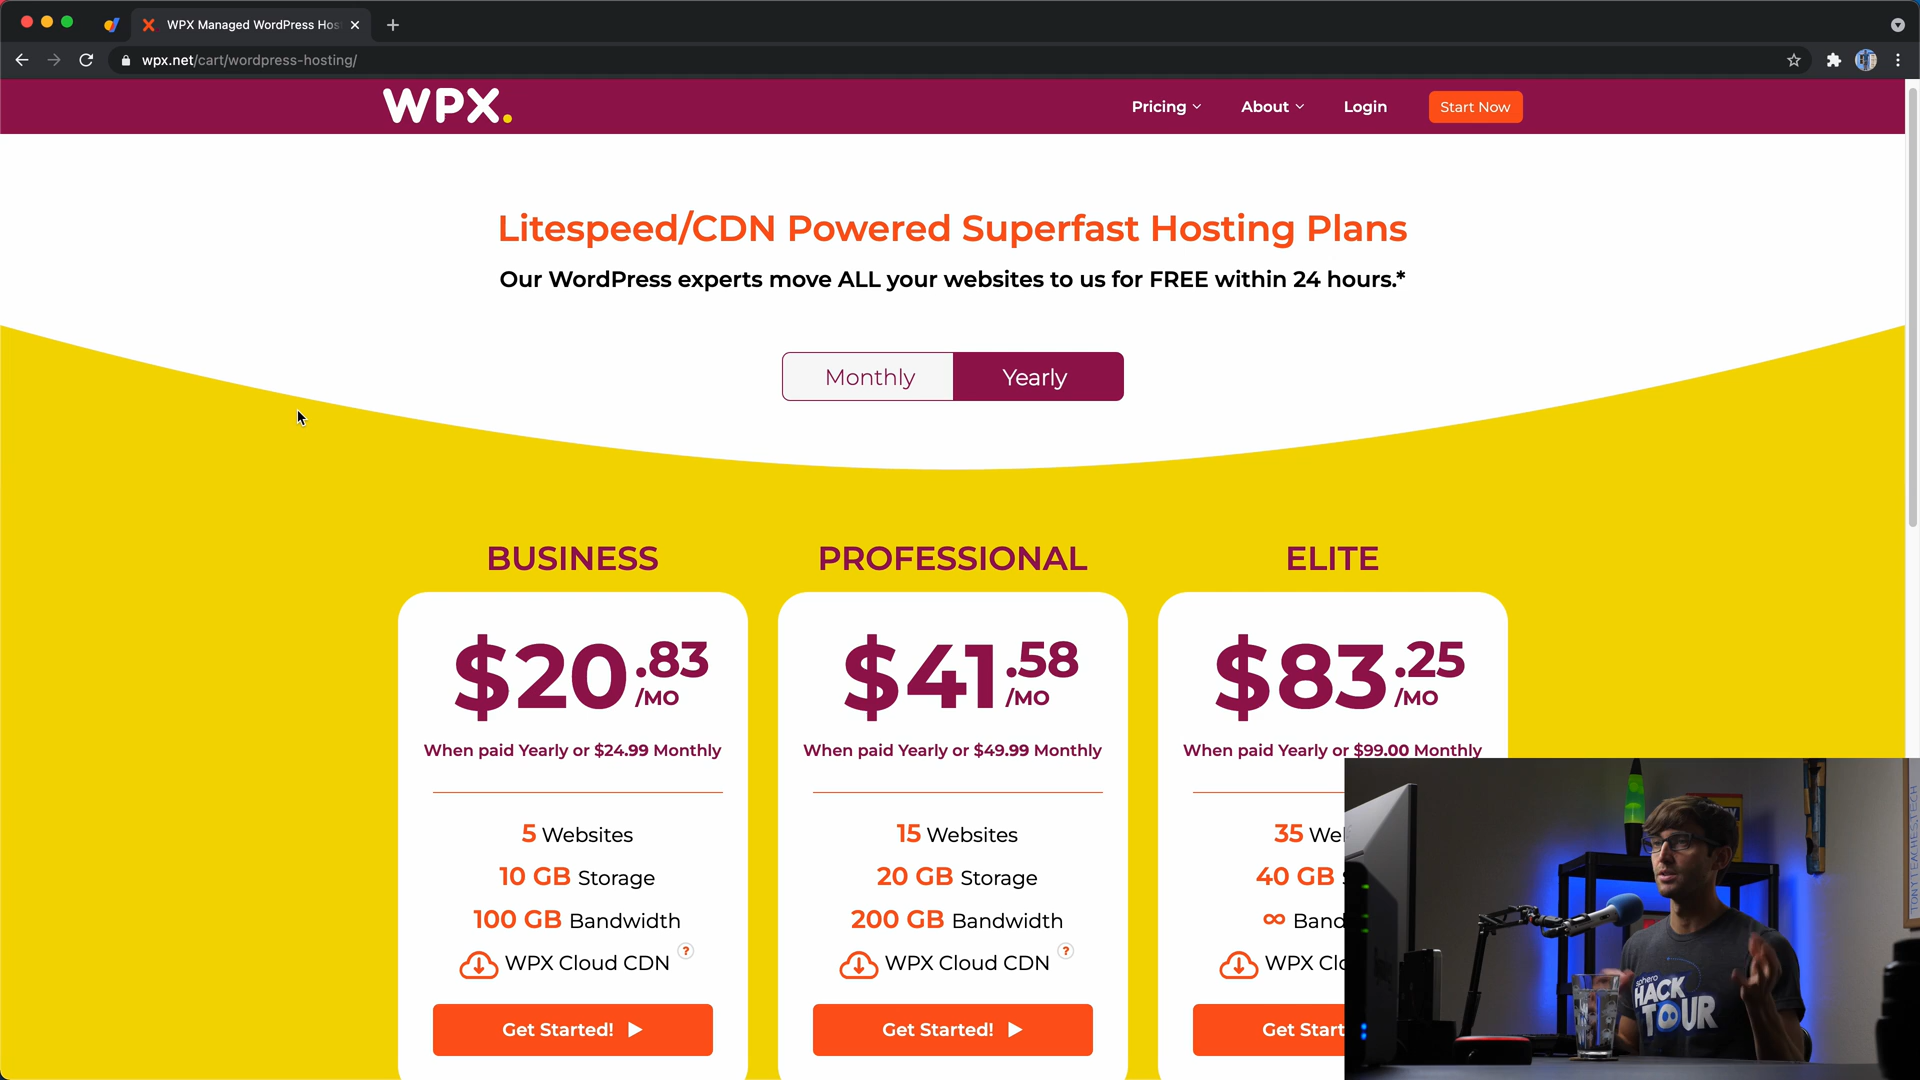 WPX Managed WordPress Hos
wpx.net/cart/wordpress-hosting/
WPX.
Pricing
About
Login
Start Now
Litespeed/CDN Powered Superfast Hosting Plans
Our WordPress experts move ALL your websites to us for FREE within 24 hours.*
Monthly
Yearly
BUSINESS
$20.83/MO
When paid Yearly or $24.99 Monthly
5 Websites
10 GB Storage
100 GB Bandwidth
WPX Cloud CDN ?
Get Started!
PROFESSIONAL
$41.58/MO
When paid Yearly or $49.99 Monthly
15 Websites
20 GB Storage
200 GB Bandwidth
WPX Cloud CDN ?
Get Started!
ELITE
$83.25/MO
When paid Yearly or $99.00 Monthly
35 We
40 GB
∞ Band
WPX Clo
Get Start
sphero
HACK
TOUR
TONYTEACHES.TECH